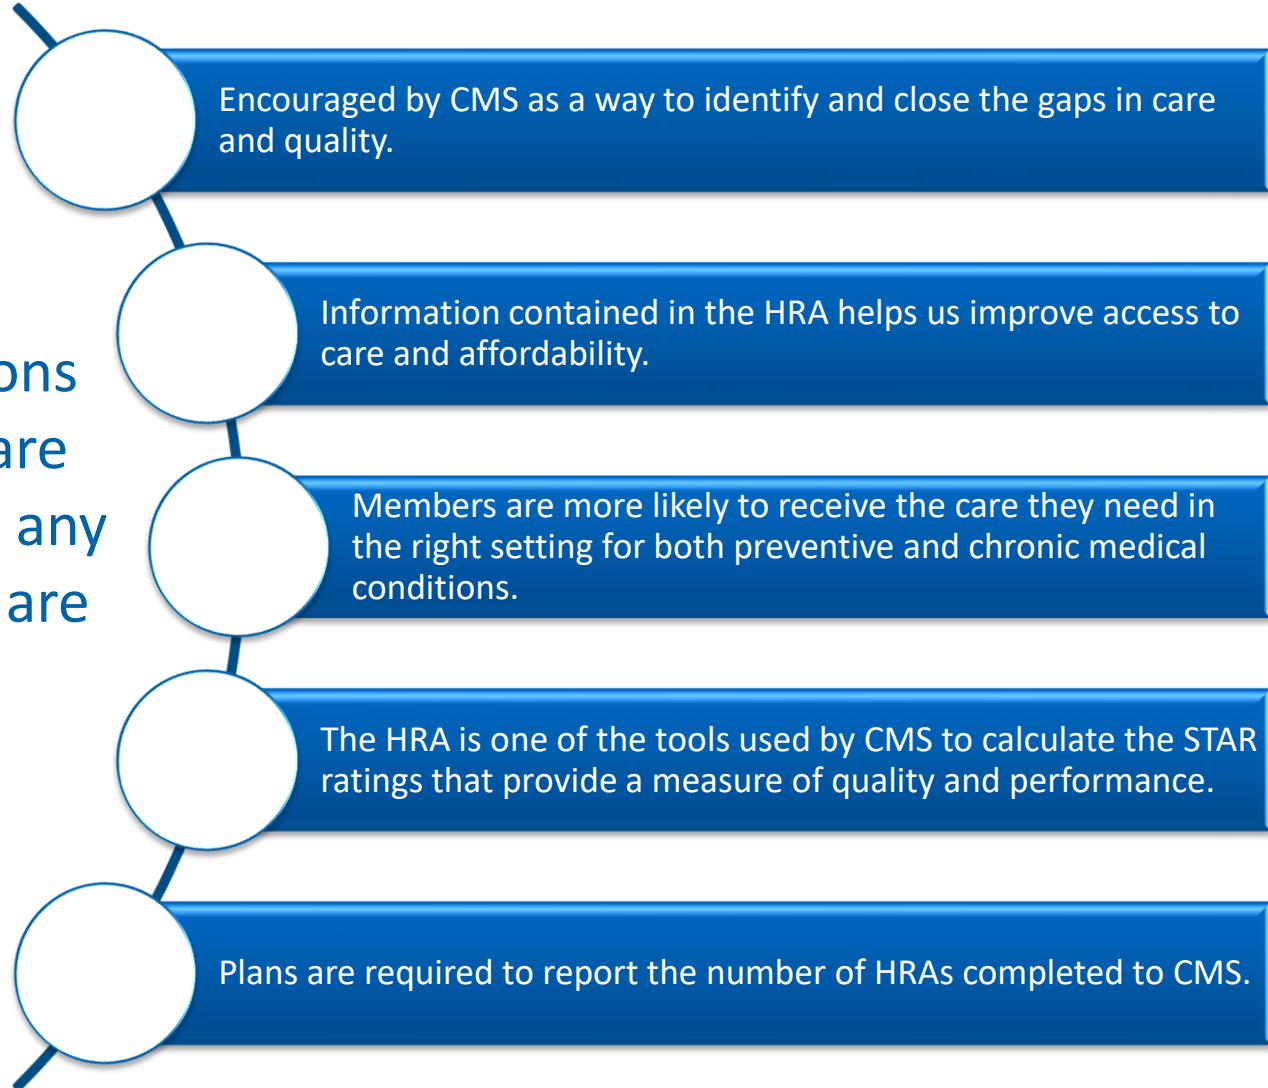 Encouraged by CMS as a way to identify and close the gaps in care
and quality.
Information contained in the HRA helps us improve access to
care and affordability.
ons
are
any
are
Members are more likely to receive the care they need in
the right setting for both preventive and chronic medical
conditions.
The HRA is one of the tools used by CMS to calculate the STAR
ratings that provide a measure of quality and performance.
Plans are required to report the number of HRAs completed to CMS.